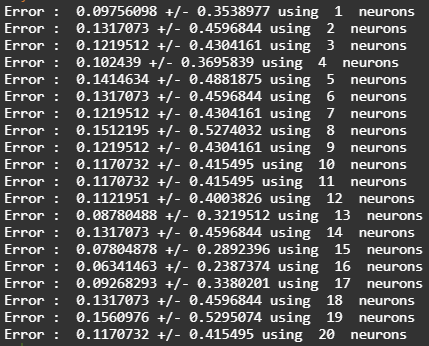 Error :  0.09756098 +/- 0.3538977 using  1  neurons
Error :  0.1317073 +/- 0.4596844 using  2  neurons
Error :  0.1219512 +/- 0.4304161 using  3  neurons
Error :  0.102439 +/- 0.3695839 using  4  neurons
Error :  0.1414634 +/- 0.4881875 using  5  neurons
Error :  0.1317073 +/- 0.4596844 using  6  neurons
Error :  0.1219512 +/- 0.4304161 using  7  neurons
Error :  0.1512195 +/- 0.5274032 using  8  neurons
Error :  0.1219512 +/- 0.4304161 using  9  neurons
Error :  0.1170732 +/- 0.415495 using  10  neurons
Error :  0.1170732 +/- 0.415495 using  11  neurons
Error :  0.1121951 +/- 0.4003826 using  12  neurons
Error :  0.08780488 +/- 0.3219512 using  13  neurons
Error :  0.1317073 +/- 0.4596844 using  14  neurons
Error :  0.07804878 +/- 0.2892396 using  15  neurons
Error :  0.06341463 +/- 0.2387374 using  16  neurons
Error :  0.09268293 +/- 0.3380201 using  17  neurons
Error :  0.1317073 +/- 0.4596844 using  18  neurons
Error :  0.1560976 +/- 0.5295074 using  19  neurons
Error :  0.1170732 +/- 0.415495 using  20  neurons